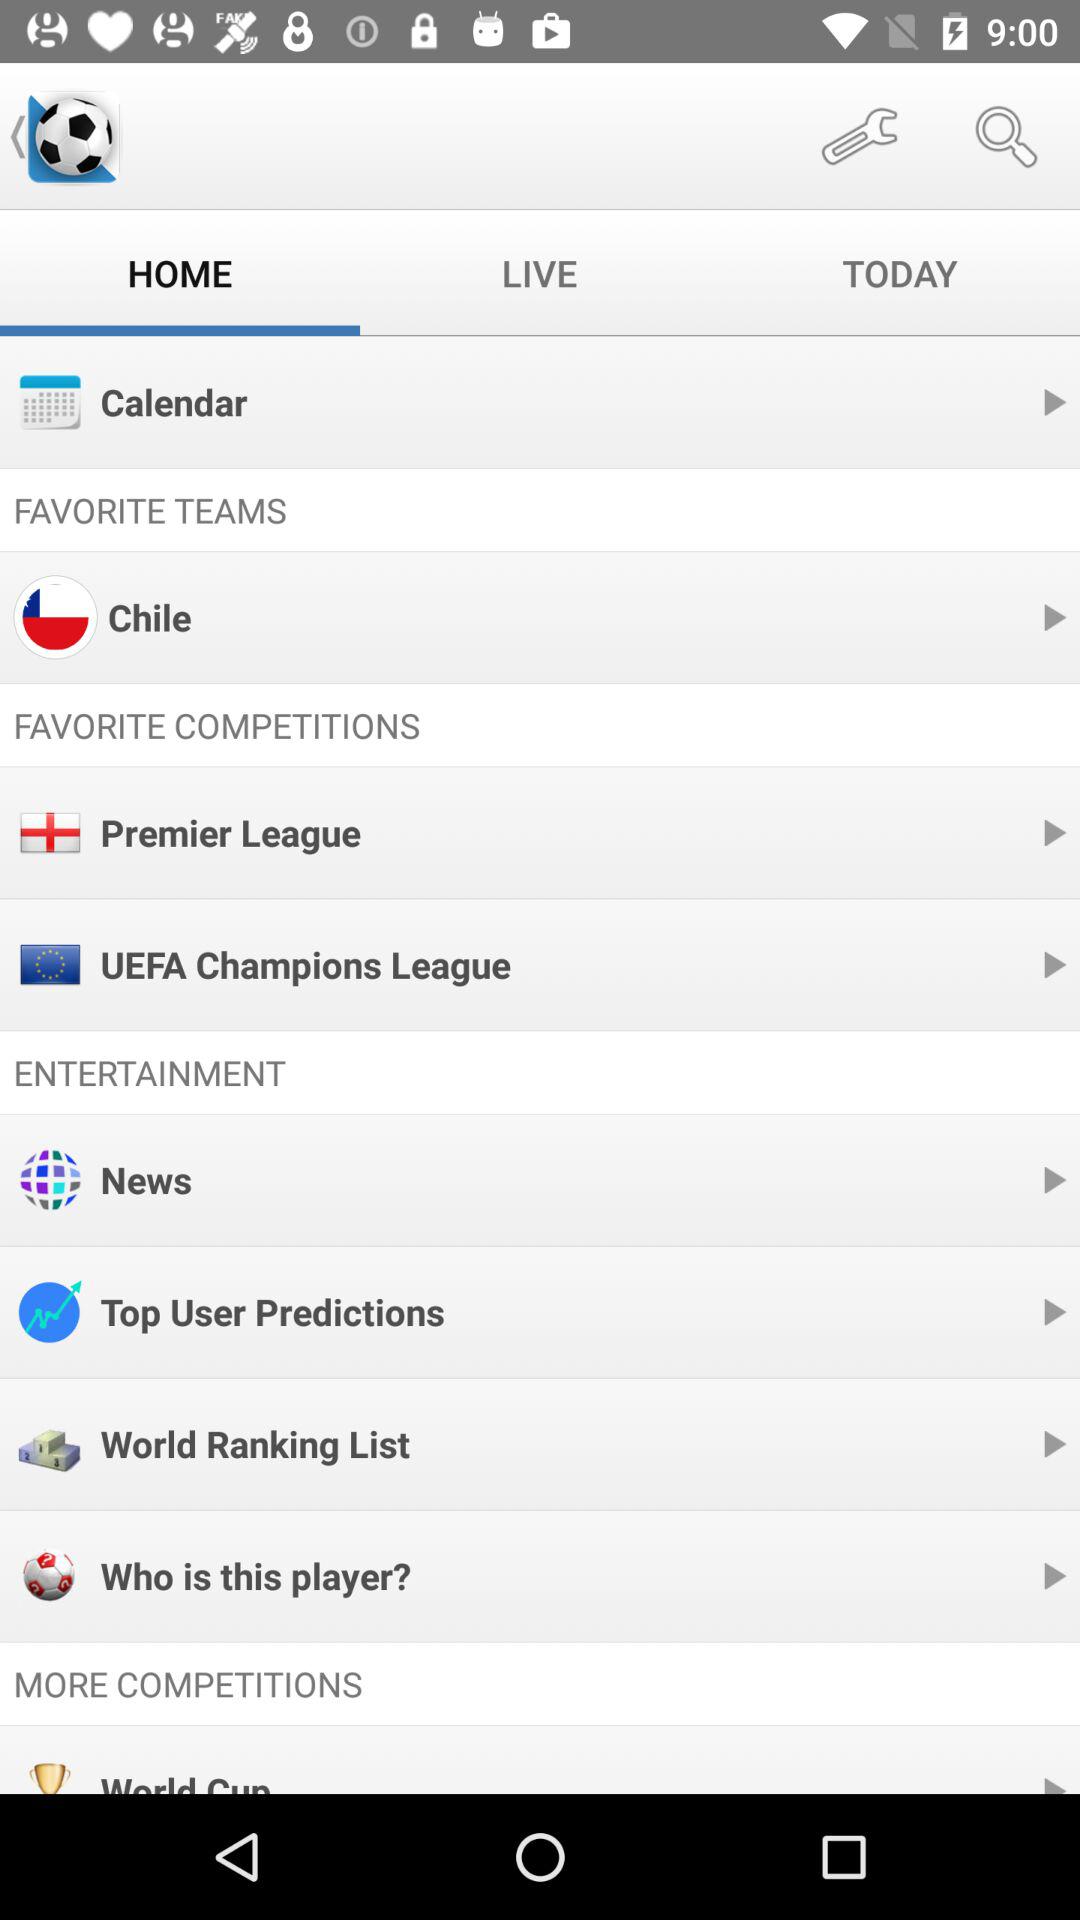 FAKE
9:00
HOME LIVE TODAY
Calendar
FAVORITE TEAMS
Chile
FAVORITE COMPETITIONS
Premier League
UEFA Champions League
ENTERTAINMENT
News
Top User Predictions
World Ranking List
Who is this player?
MORE COMPETITIONS
World Cup